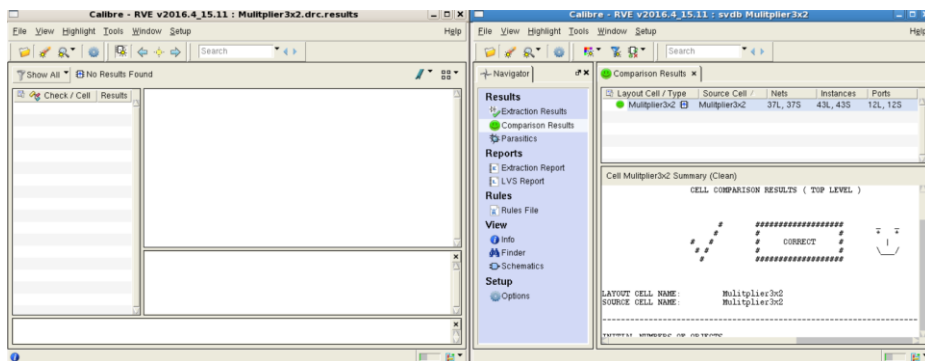 Calibre - RVE v2016.4_15.11 : Mulitplier3x2.drc.results
File View Highlight Tools Window Setup Help
Search
Show All No Results Found
Check / Cell Results
Calibre - RVE v2016.4_15.11 : svdb Mulitplier3x2
File View Highlight Tools Window Setup Help
Search
Navigator
Results
Extraction Results
Comparison Results
Parasitics
Reports
Extraction Report
LVS Report
Rules
Rules File
View
Info
Finder
Schematics
Setup
Options
Comparison Results
Layout Cell / Type Source Cell Nets Instances Ports
Mulitplier3x2 Mulitplier3x2 37L, 37S 43L, 43S 12L, 12S
Cell Mulitplier3x2 Summary (Clean)
CELL COMPARISON RESULTS ( TOP LEVEL )
CORRECT
LAYOUT CELL NAME: Mulitplier3x2
SOURCE CELL NAME: Mulitplier3x2
INITIAL NUMBERS OF OBJECTS